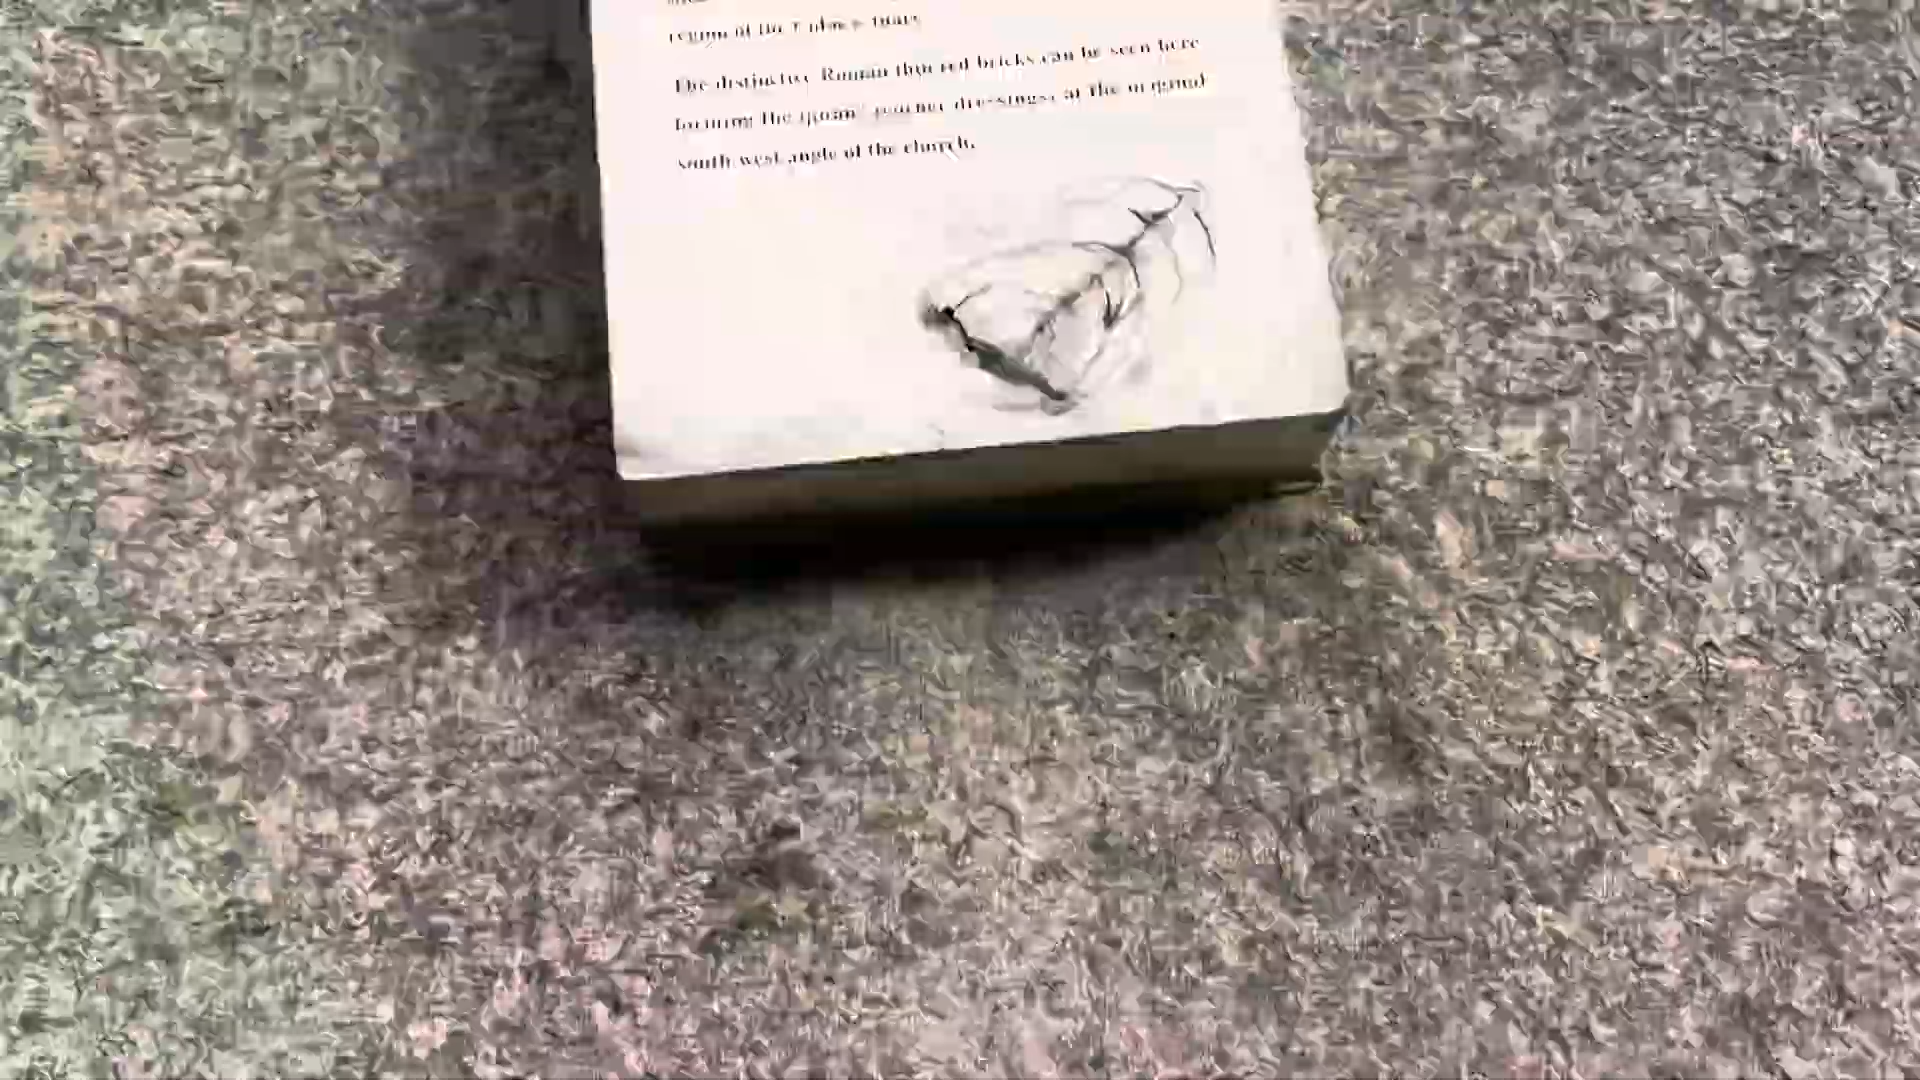 The distinctive Roman thin red bricks can be seen here
forming the quoins (corner dressings) at the original
south west angle of the church.